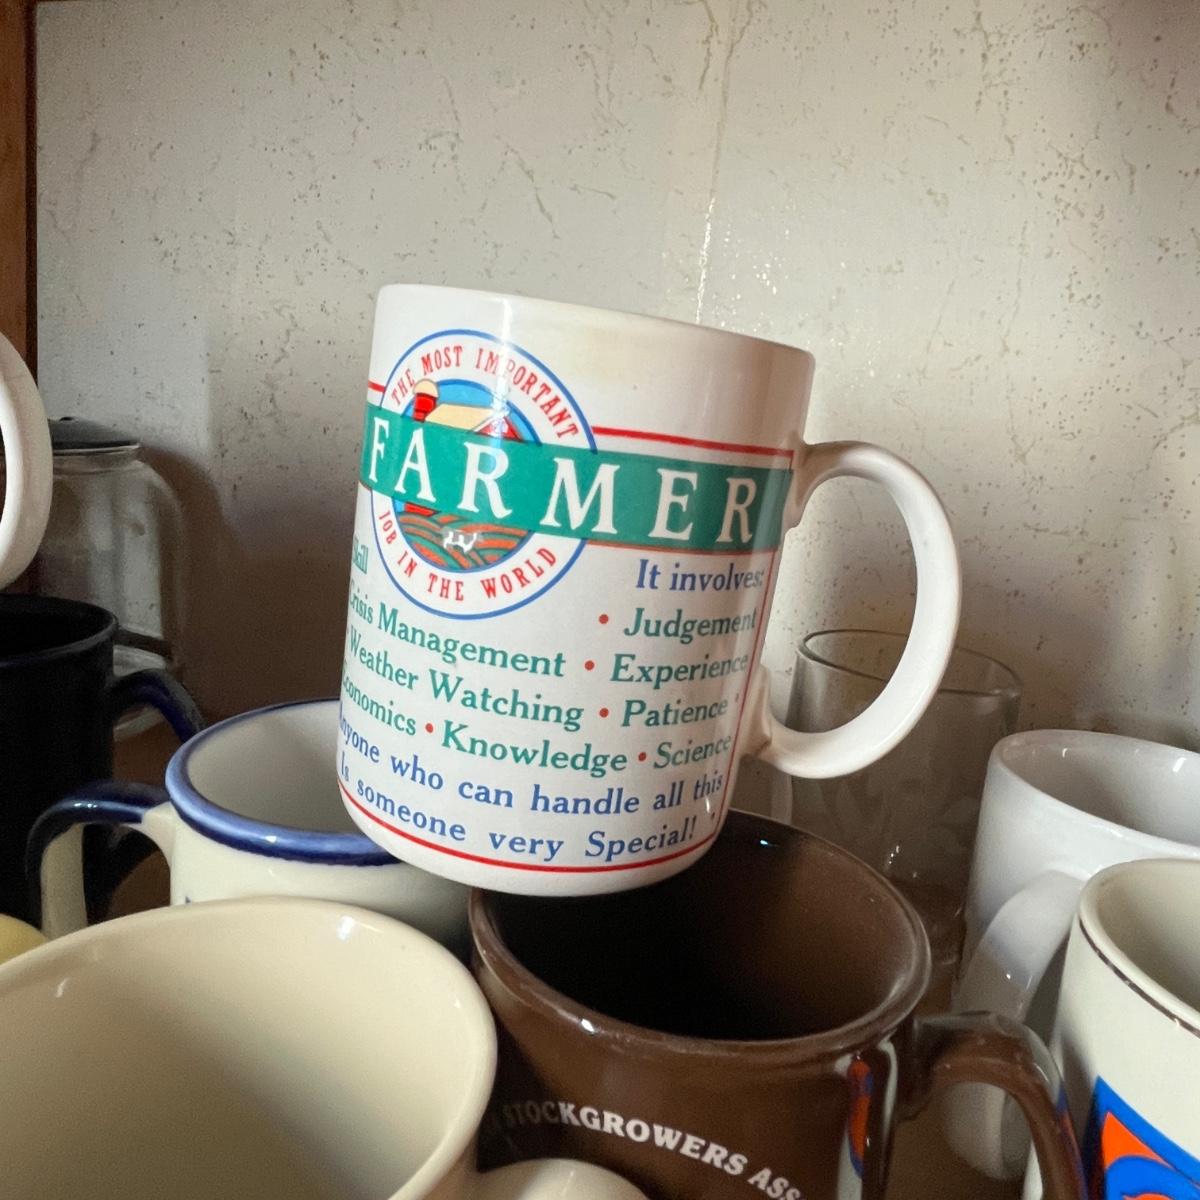 THE MOST IMPORTANT
FARMER
JOB IN THE WORLD
It involves:
Skill • Judgement
Crisis Management • Experience
Weather Watching • Patience
Economics • Knowledge • Science
Anyone who can handle all this
Is someone very Special!
STOCKGROWERS ASS